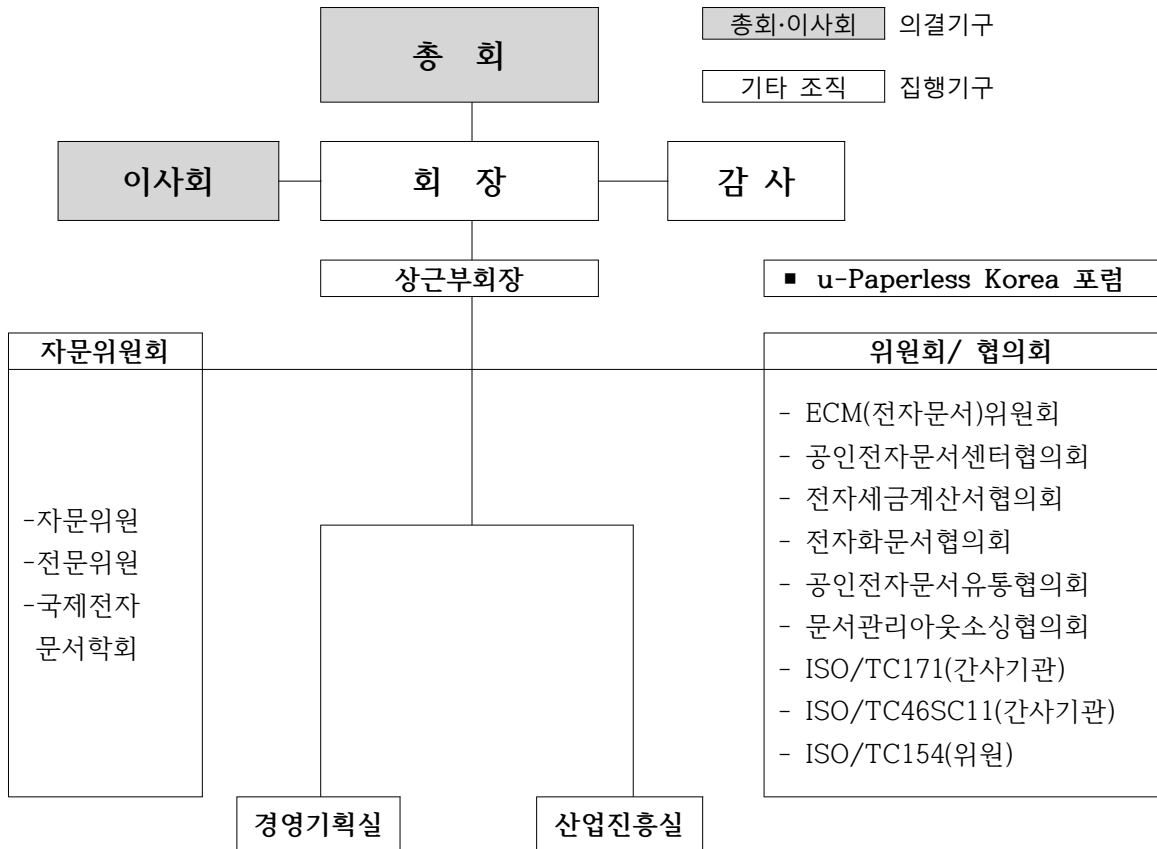 총 회
총회·이사회 의결기구
기타 조직 집행기구
이사회
회 장
감 사
상근부회장
■ u-Paperless Korea 포럼
자문위원회
-자문위원
-전문위원
-국제전자
문서학회
위원회/ 협의회
- ECM(전자문서)위원회
- 공인전자문서센터협의회
- 전자세금계산서협의회
- 전자화문서협의회
- 공인전자문서유통협의회
- 문서관리아웃소싱협의회
- ISO/TC171(간사기관)
- ISO/TC46SC11(간사기관)
- ISO/TC154(위원)
경영기획실
산업진흥실